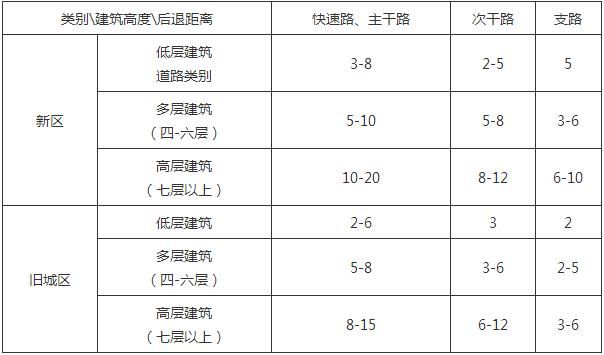 类别\建筑高度\后退距离 快速路、主干路 次干路 支路
新区
低层建筑
道路类别
3-8 2-5 5
多层建筑
（四-六层）
5-10 5-8 3-6
高层建筑
（七层以上）
10-20 8-12 6-10
旧城区
低层建筑 2-6 3 2
多层建筑
（四-六层）
5-8 3-6 2-5
高层建筑
（七层以上）
8-15 6-12 3-6